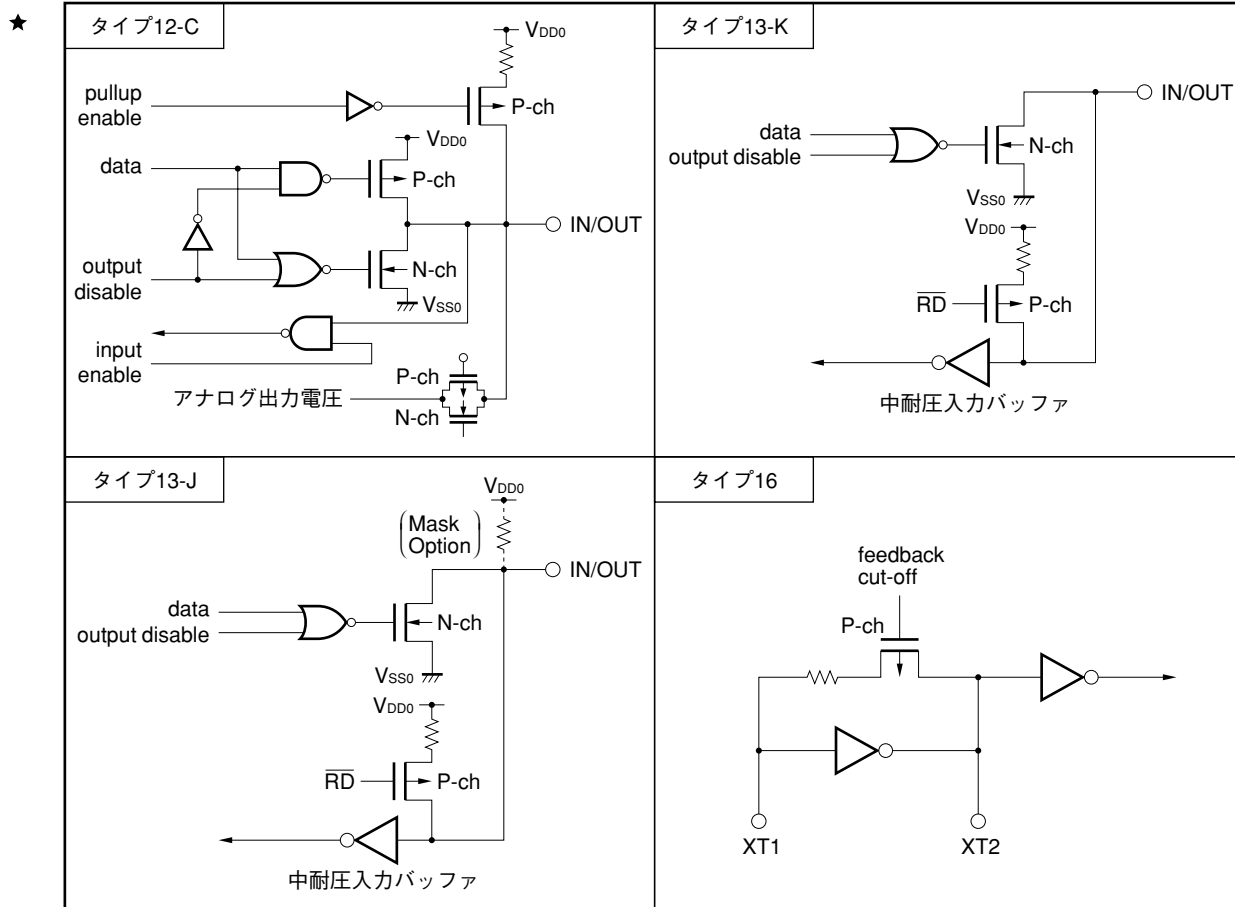 ★
タイプ12-C
VDD0
pullup
enable
P-ch
VDD0
data
P-ch
IN/OUT
output
disable
N-ch
VSS0
input
enable
P-ch
アナログ出力電圧
N-ch
タイプ13-K
IN/OUT
data
output disable
N-ch
VSS0
VDD0
RD
P-ch
中耐圧入力バッファ
タイプ13-J
VDD0
(Mask
Option)
IN/OUT
data
output disable
N-ch
VSS0
VDD0
RD
P-ch
中耐圧入力バッファ
タイプ16
feedback
cut-off
P-ch
XT1
XT2